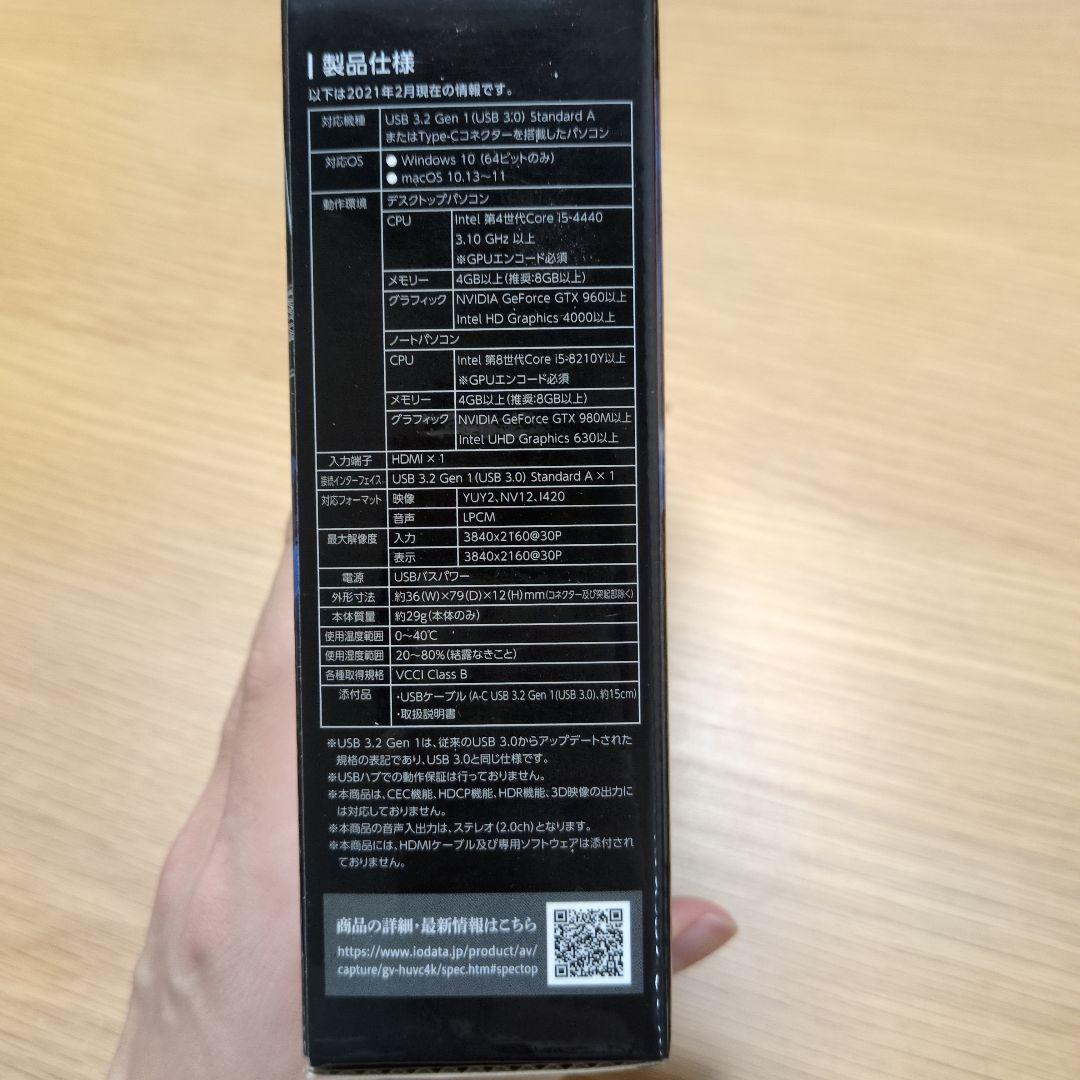 製品仕様
以下は2021年2月現在の情報です。
対応機種 USB 3.2 Gen 1(USB 3.0) Standard A
またはType-Cコネクターを搭載したパソコン
対応OS ●Windows 10 (64ビットのみ)
●macOS 10.13～11
動作環境 デスクトップパソコン
CPU Intel 第4世代Core i5-4440
3.10 GHz 以上
※GPUエンコード必須
メモリー 4GB以上(推奨:8GB以上)
グラフィック NVIDIA GeForce GTX 960以上
Intel HD Graphics 4000以上
ノートパソコン
CPU Intel 第8世代Core i5-8210Y以上
※GPUエンコード必須
メモリー 4GB以上(推奨:8GB以上)
グラフィック NVIDIA GeForce GTX 980M以上
Intel UHD Graphics 630以上
入力端子 HDMI×1
接続インターフェイス USB 3.2 Gen 1(USB 3.0) Standard A×1
対応フォーマット 映像 YUY2、NV12、I420
音声 LPCM
最大解像度 入力 3840x2160@30P
表示 3840x2160@30P
電源 USBバスパワー
外形寸法 約36(W)×79(D)×12(H)mm(コネクター及び突起部除く)
本体質量 約29g(本体のみ)
使用温度範囲 0～40℃
使用湿度範囲 20～80%(結露なきこと)
各種取得規格 VCCI Class B
添付品 ・USBケーブル(A-C USB 3.2 Gen 1(USB 3.0)、約15cm)
・取扱説明書
※USB 3.2 Gen 1は、従来のUSB 3.0からアップデートされた
規格の表記であり、USB 3.0と同じ仕様です。
※USBハブでの動作保証は行っておりません。
※本商品は、CEC機能、HDCP機能、HDR機能、3D映像の出力に
は対応しておりません。
※本商品の音声入出力は、ステレオ(2.0ch)となります。
※本商品には、HDMIケーブル及び専用ソフトウェアは添付され
ておりません。
商品の詳細・最新情報はこちら
https://www.iodata.jp/product/av/
capture/gv-huvc4k/spec.htm#spectop